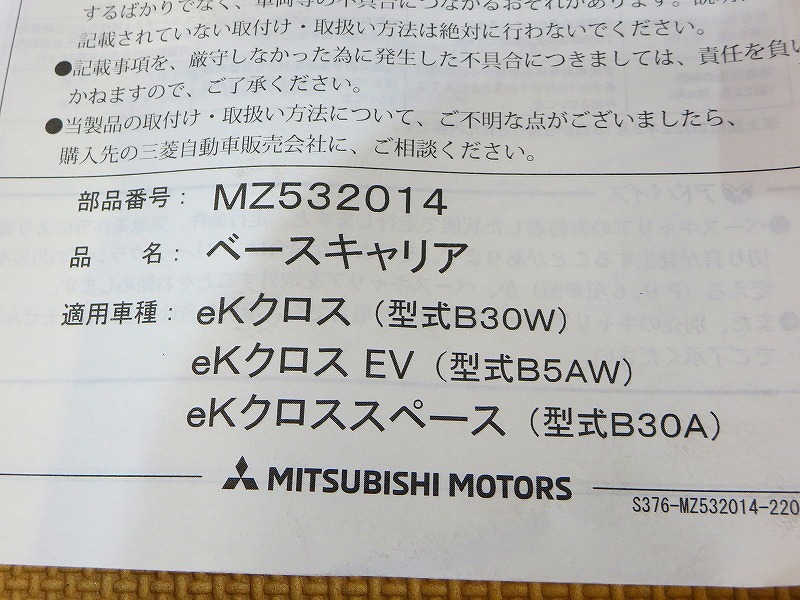 するばかりでなく、車両等の不具合につながるおそれがあります。説明
記載されていない取付け・取扱い方法は絶対に行わないでください。
●記載事項を、厳守しなかった為に発生した不具合につきましては、責任を負い
かねますので、ご了承ください。
●当製品の取付け・取扱い方法について、ご不明な点がございましたら、
購入先の三菱自動車販売会社に、ご相談ください。
部品番号: MZ532014
品 名: ベースキャリア
適用車種: eKクロス（型式B30W）
eKクロス EV（型式B5AW）
eKクロススペース（型式B30A）
MITSUBISHI MOTORS
S376-MZ532014-220